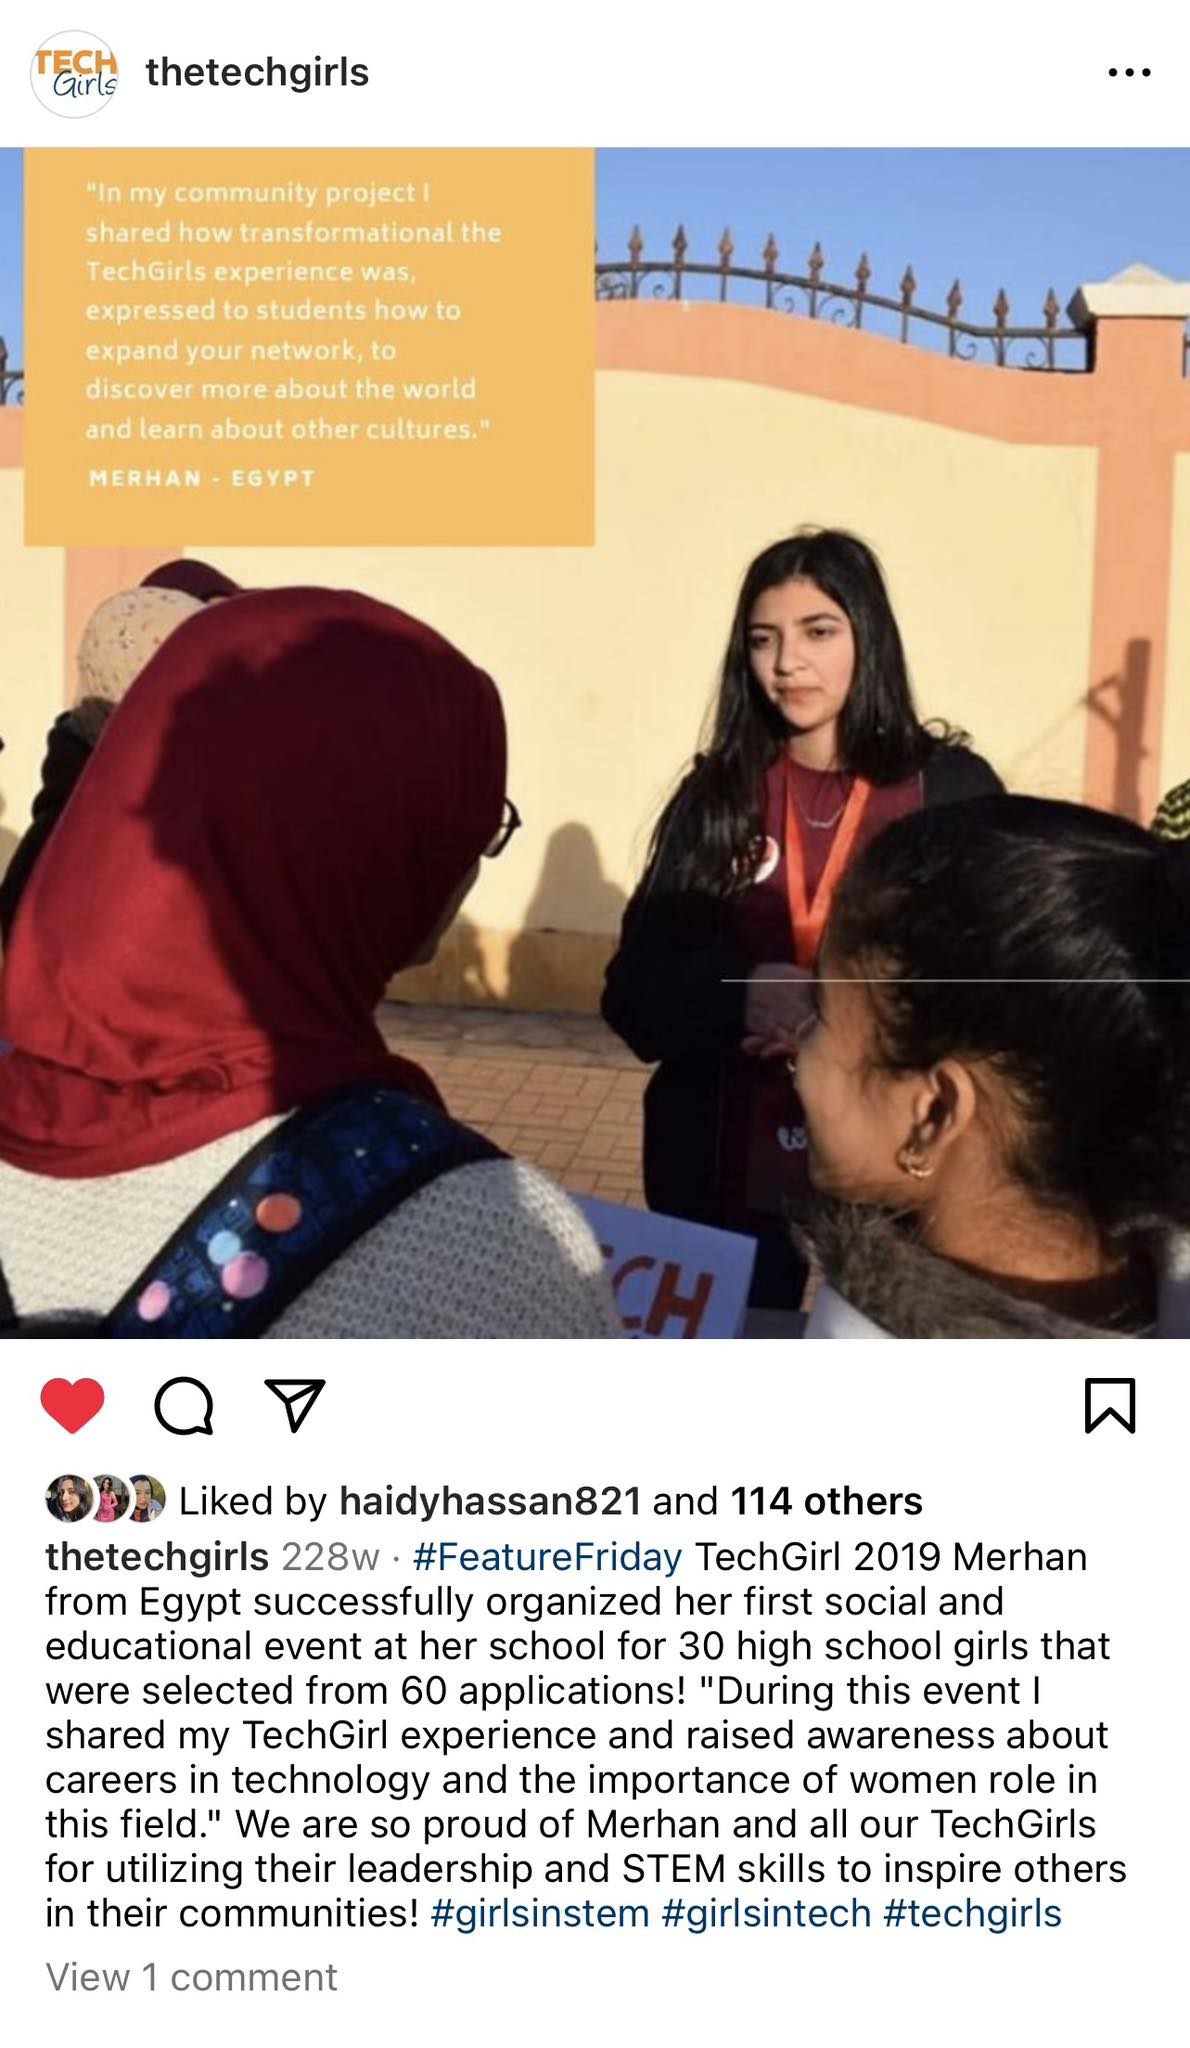 TECH
Girls
thetechgirls
"In my community project I
shared how transformational the
TechGirls experience was,
expressed to students how to
expand your network, to
discover more about the world
and learn about other cultures."
MERHAN - EGYPT
CH
Liked by haidyhassan821 and 114 others
thetechgirls 228w · #FeatureFriday TechGirl 2019 Merhan
from Egypt successfully organized her first social and
educational event at her school for 30 high school girls that
were selected from 60 applications! "During this event I
shared my TechGirl experience and raised awareness about
careers in technology and the importance of women role in
this field." We are so proud of Merhan and all our TechGirls
for utilizing their leadership and STEM skills to inspire others
in their communities! #girlsinstem #girlsintech #techgirls
View 1 comment